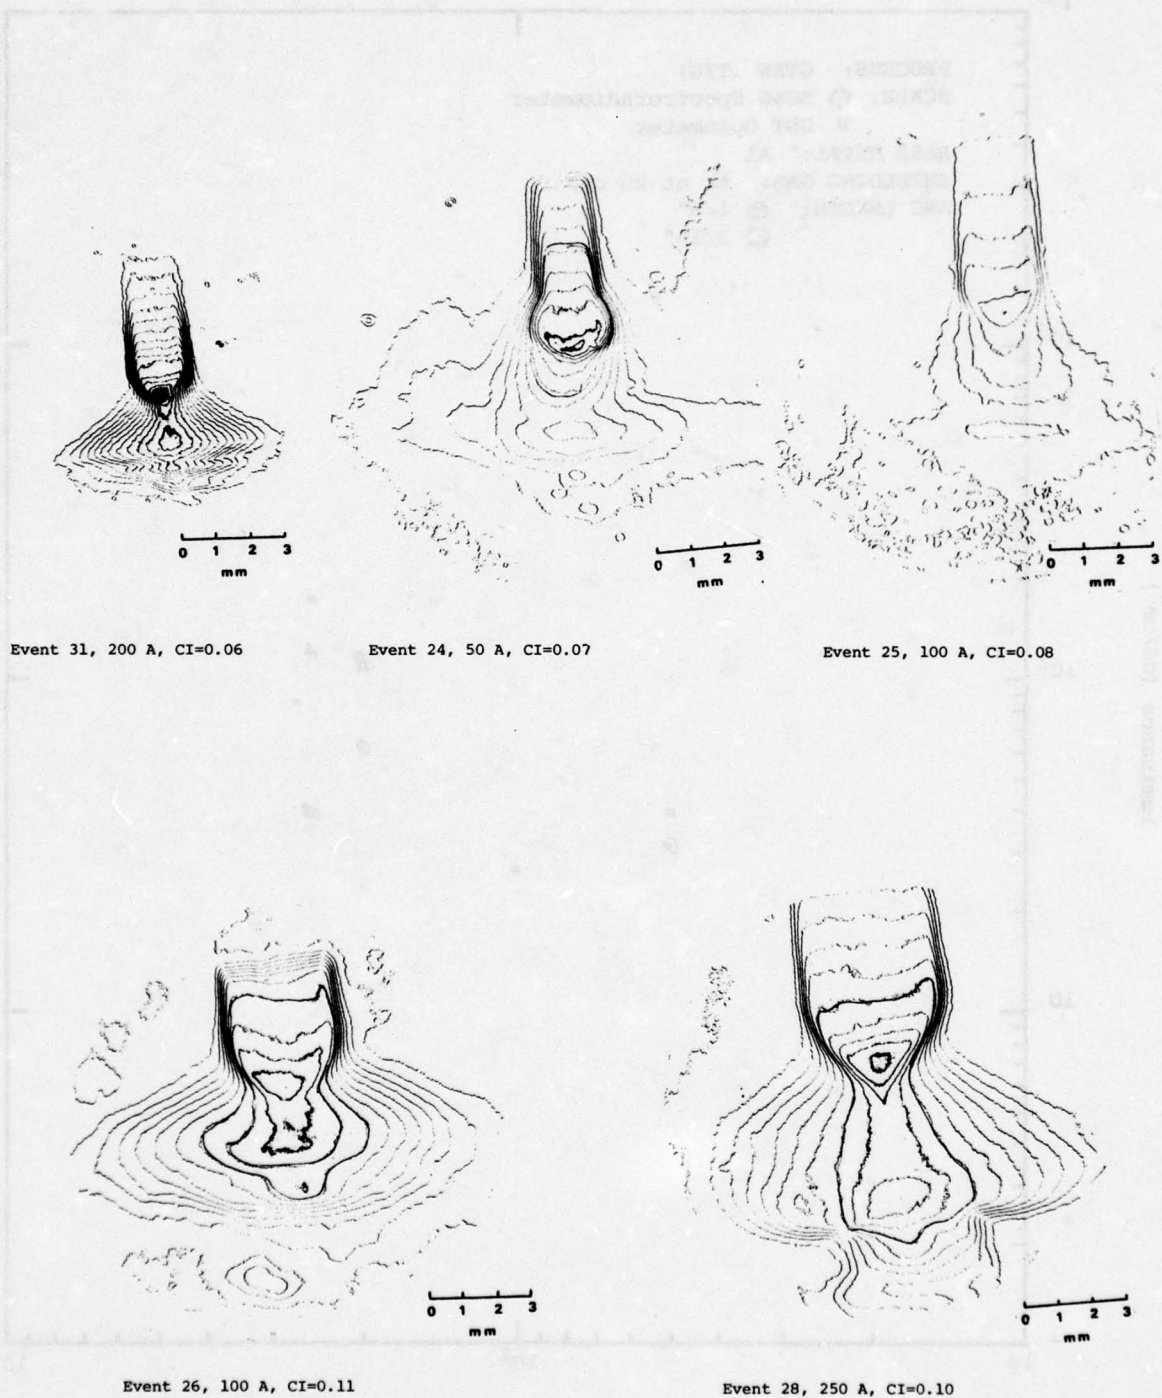 0 1 2 3
mm
0 1 2 3
mm
0 1 2 3
mm
Event 31, 200 A, CI=0.06
Event 24, 50 A, CI=0.07
Event 25, 100 A, CI=0.08
0 1 2 3
mm
0 1 2 3
mm
Event 26, 100 A, CI=0.11
Event 28, 250 A, CI=0.10